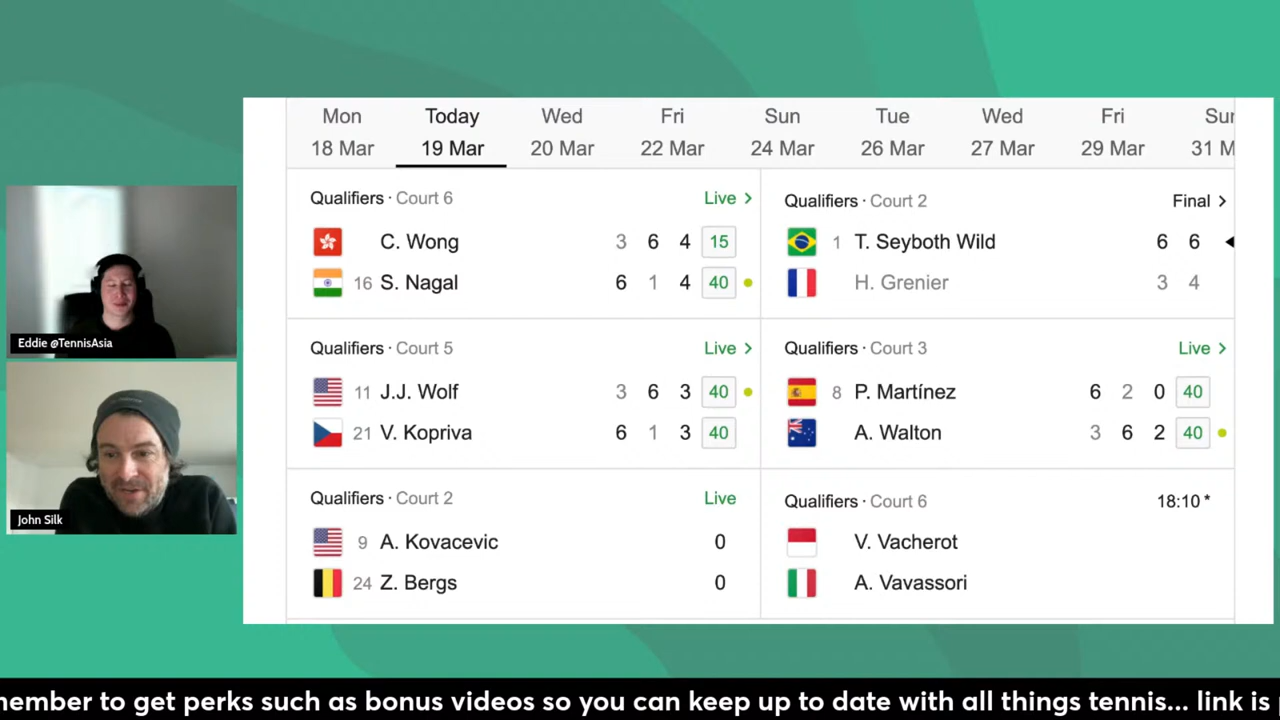 Mon Today Wed Fri Sun Tue Wed Fri Sun
18 Mar 19 Mar 20 Mar 22 Mar 24 Mar 26 Mar 27 Mar 29 Mar 31 M
Qualifiers · Court 6 Live >
C. Wong 3 6 4 15
16 S. Nagal 6 1 4 40
Qualifiers · Court 2 Final >
1 T. Seyboth Wild 6 6
H. Grenier 3 4
Qualifiers · Court 5 Live >
11 J.J. Wolf 3 6 3 40
21 V. Kopriva 6 1 3 40
Qualifiers · Court 3 Live >
8 P. Martínez 6 2 0 40
A. Walton 3 6 2 40
Qualifiers · Court 2 Live
9 A. Kovacevic 0
24 Z. Bergs 0
Qualifiers · Court 6 18:10 *
V. Vacherot
A. Vavassori
Eddie @TennisAsia
John Silk
member to get perks such as bonus videos so you can keep up to date with all things tennis... link is